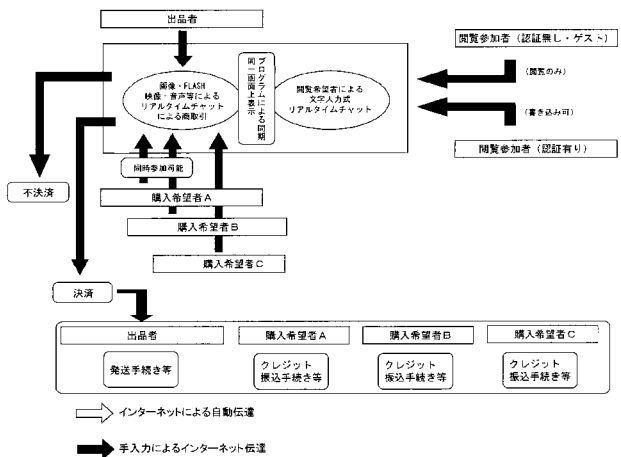 出品者
閲覧参加者（認証無し・ゲスト）
（閲覧のみ）
画像・FLASH
映像・音声等による
リアルタイムチャット
による商取引
プログラムによる同期
同一画面上表示
閲覧希望者による
文字入力式
リアルタイムチャット
（書き込み可）
閲覧参加者（認証有り）
同時参加可能
不決済
購入希望者A
購入希望者B
購入希望者C
決済
出品者
購入希望者A
購入希望者B
購入希望者C
発送手続き等
クレジット
振込手続き等
クレジット
振込手続き等
クレジット
振込手続き等
インターネットによる自動伝達
手入力によるインターネット伝達